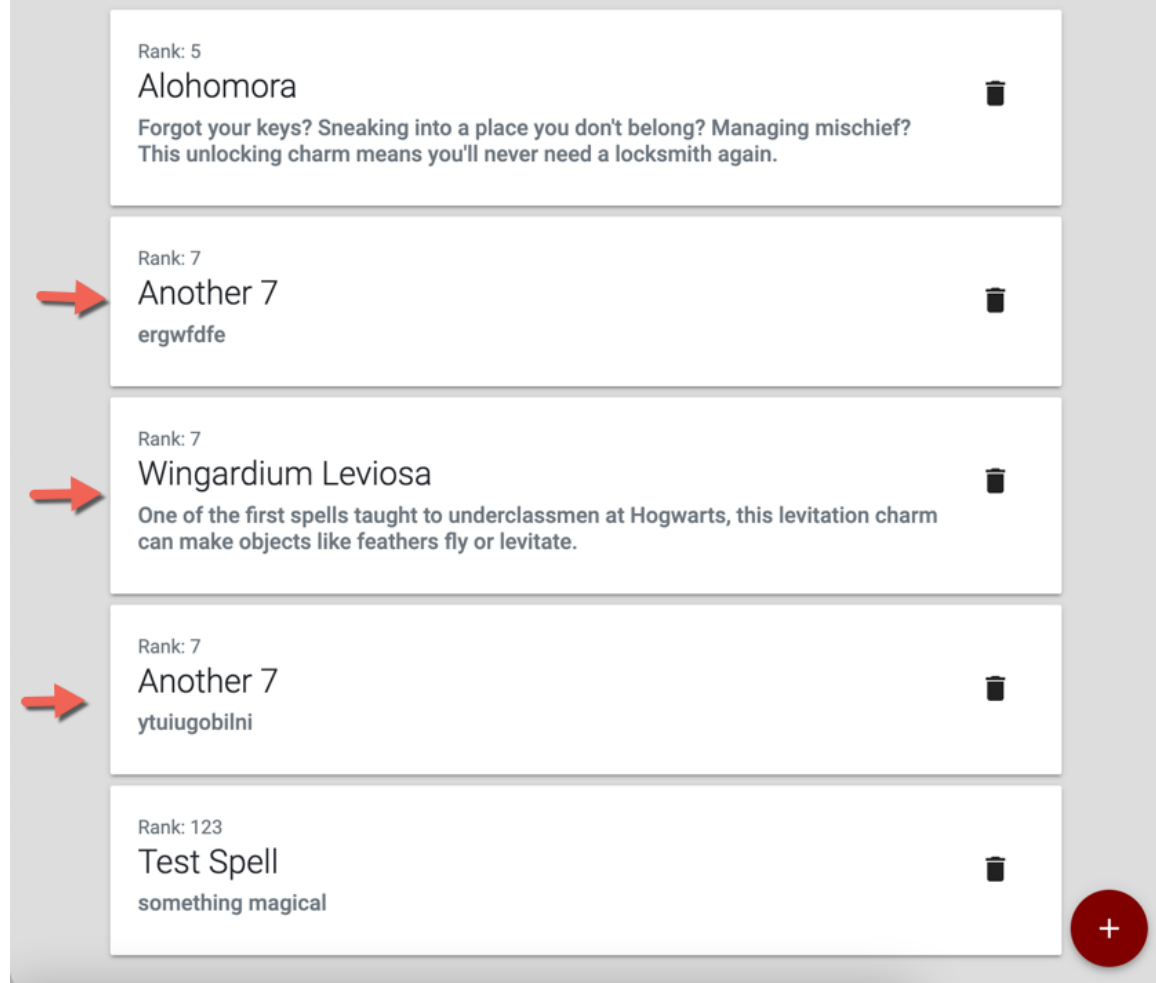 Rank: 5
Alohomora
Forgot your keys? Sneaking into a place you don't belong? Managing mischief?
This unlocking charm means you'll never need a locksmith again.
Rank: 7
Another 7
ergwfdfe
Rank: 7
Wingardium Leviosa
One of the first spells taught to underclassmen at Hogwarts, this levitation charm
can make objects like feathers fly or levitate.
Rank: 7
Another 7
ytuiugobilni
Rank: 123
Test Spell
something magical
+